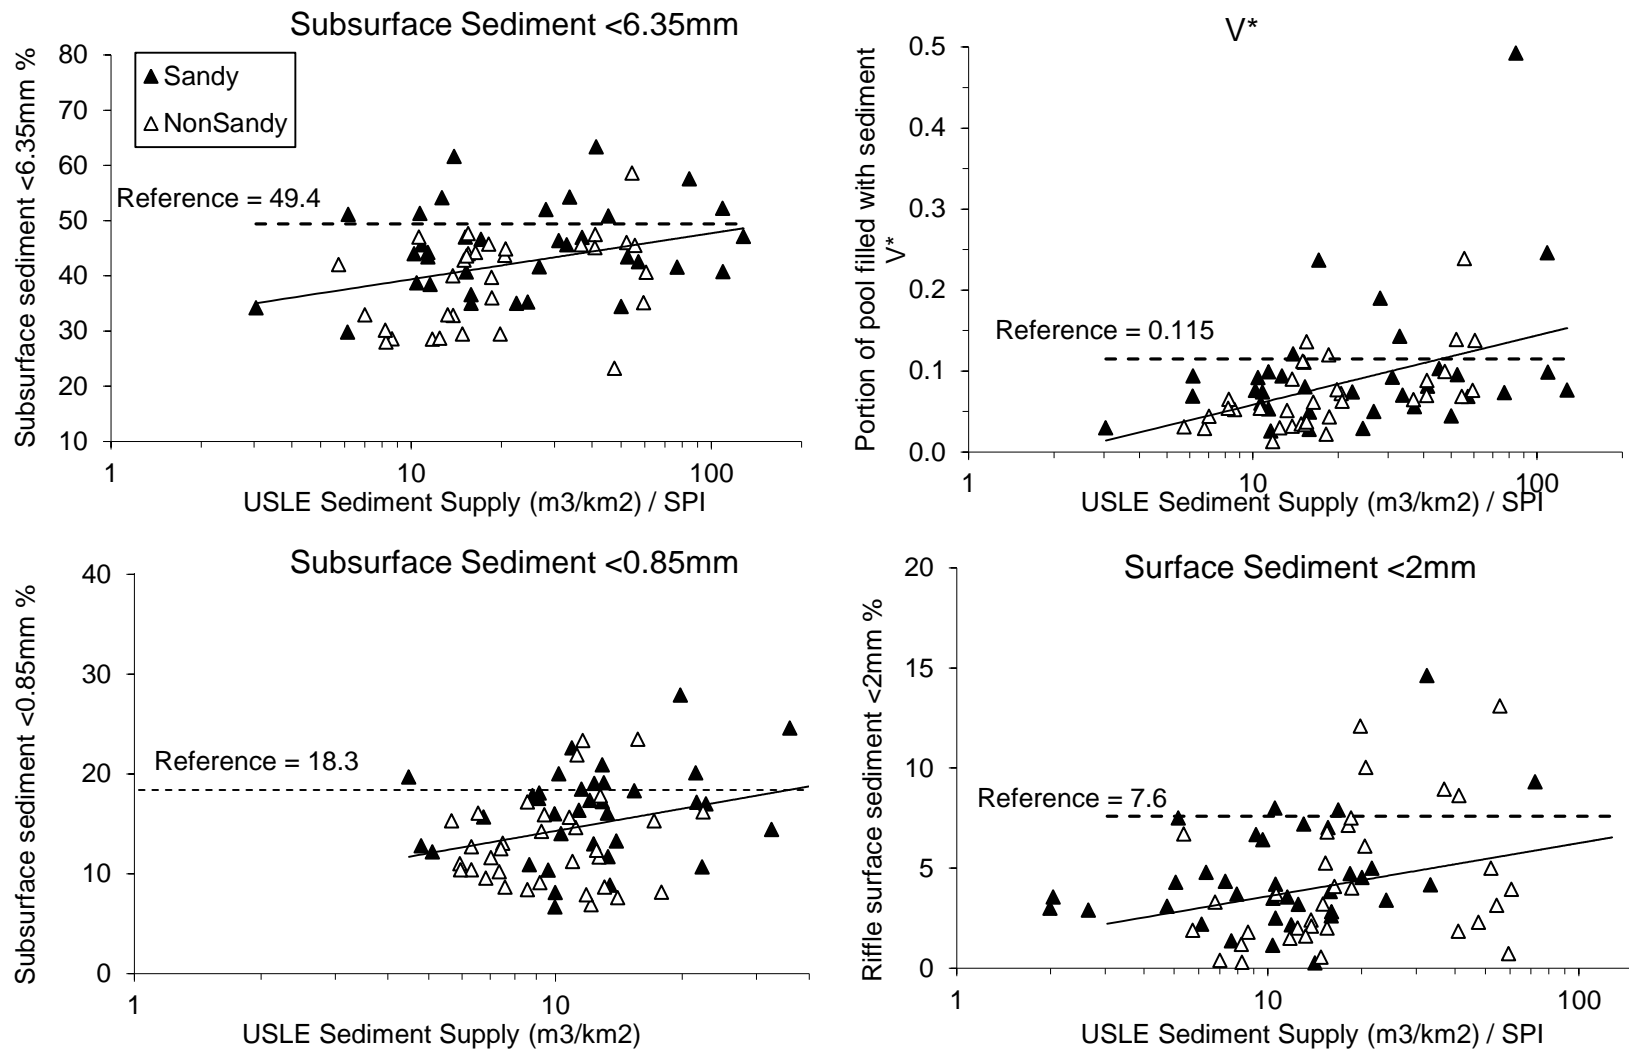 Subsurface Sediment <6.35mm
Subsurface sediment <6.35mm %
80
70
60
50
40
30
20
10
Sandy
NonSandy
Reference = 49.4
1
10
100
USLE Sediment Supply (m3/km2) / SPI
V*
Portion of pool filled with sediment
V*
0.5
0.4
0.3
0.2
0.1
0.0
Reference = 0.115
1
10
100
USLE Sediment Supply (m3/km2) / SPI
Subsurface Sediment <0.85mm
Subsurface sediment <0.85mm %
40
30
20
10
0
Reference = 18.3
1
10
USLE Sediment Supply (m3/km2)
Surface Sediment <2mm
Riffle surface sediment <2mm %
20
15
10
5
0
Reference = 7.6
1
10
100
USLE Sediment Supply (m3/km2) / SPI